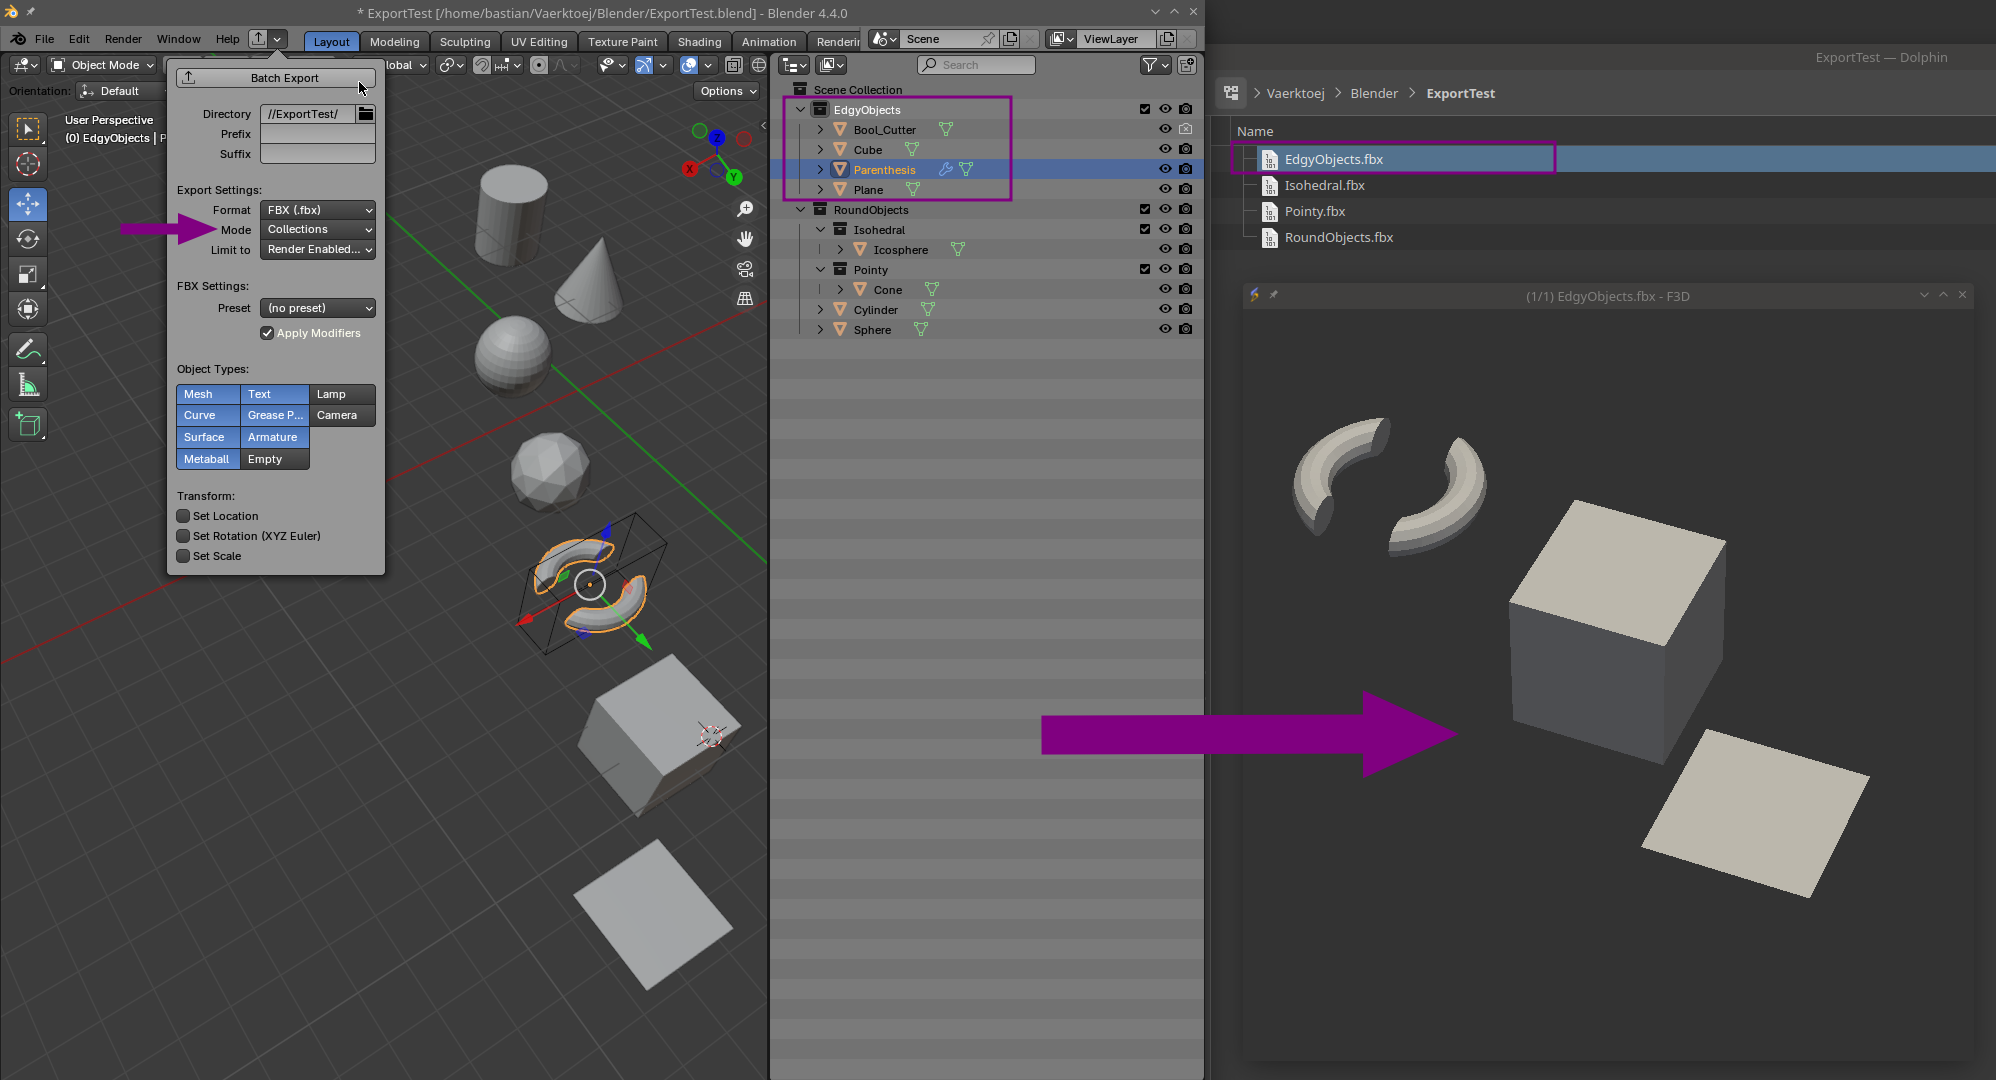 * ExportTest [/home/bastian/Vaerktoej/Blender/ExportTest.blend] - Blender 4.4.0
File Edit Render Window Help
Layout Modeling Sculpting UV Editing Texture Paint Shading Animation Renderin
Scene
ViewLayer
Object Mode
lobal
Orientation: Default
Options
User Perspective
(0) EdgyObjects | P
Batch Export
Directory //ExportTest/
Prefix
Suffix
Export Settings:
Format FBX (.fbx)
Mode Collections
Limit to Render Enabled...
FBX Settings:
Preset (no preset)
Apply Modifiers
Object Types:
Mesh Text Lamp
Curve Grease P... Camera
Surface Armature
Metaball Empty
Transform:
Set Location
Set Rotation (XYZ Euler)
Set Scale
Z
X
Y
Search
Scene Collection
EdgyObjects
Bool_Cutter
Cube
Parenthesis
Plane
RoundObjects
Isohedral
Icosphere
Pointy
Cone
Cylinder
Sphere
ExportTest — Dolphin
Vaerktoej > Blender > ExportTest
Name
EdgyObjects.fbx
Isohedral.fbx
Pointy.fbx
RoundObjects.fbx
(1/1) EdgyObjects.fbx - F3D